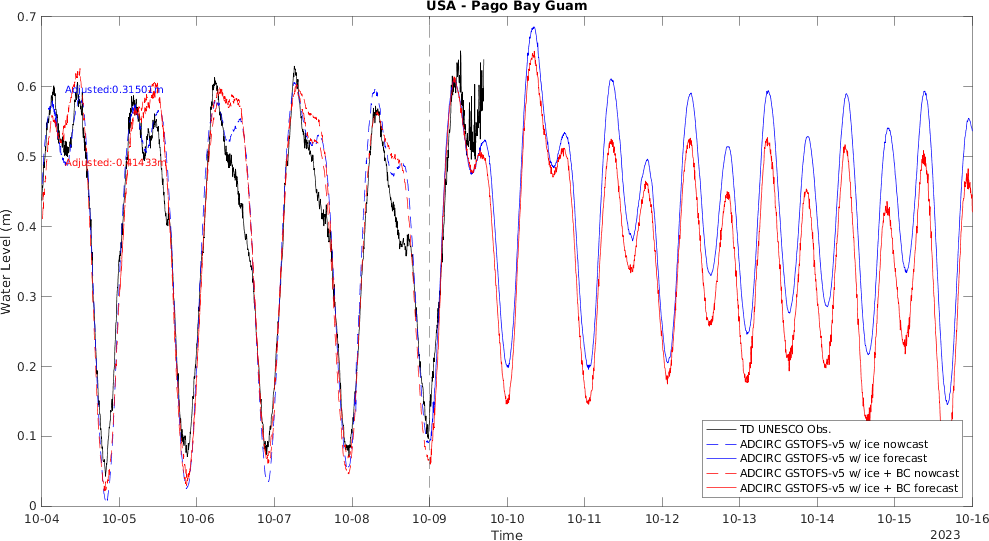 USA - Pago Bay Guam
0.7
0.6
0.5
0.4
0.3
0.2
0.1
0
Water Level (m)
Adjusted:0.31501m
Adjusted:-0.41433m
TD UNESCO Obs.
ADCIRC GSTOFS-v5 w/ ice nowcast
ADCIRC GSTOFS-v5 w/ ice forecast
ADCIRC GSTOFS-v5 w/ ice + BC nowcast
ADCIRC GSTOFS-v5 w/ ice + BC forecast
10-04 10-05 10-06 10-07 10-08 10-09 10-10 10-11 10-12 10-13 10-14 10-15 10-16
Time
2023